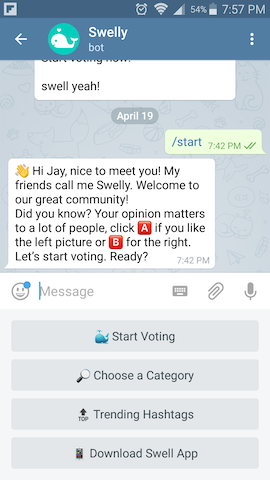 54% 7:57 PM
Swelly
bot
Start voting now!
swell yeah!
April 19
/start 7:42 PM
👋 Hi Jay, nice to meet you! My
friends call me Swelly. Welcome to
our great community!
Did you know? Your opinion matters
to a lot of people, click 🅰 if you like
the left picture or 🅱 for the right.
Let's start voting. Ready?
7:42 PM
Message
🐳 Start Voting
🔎 Choose a Category
🔝 Trending Hashtags
📱 Download Swell App